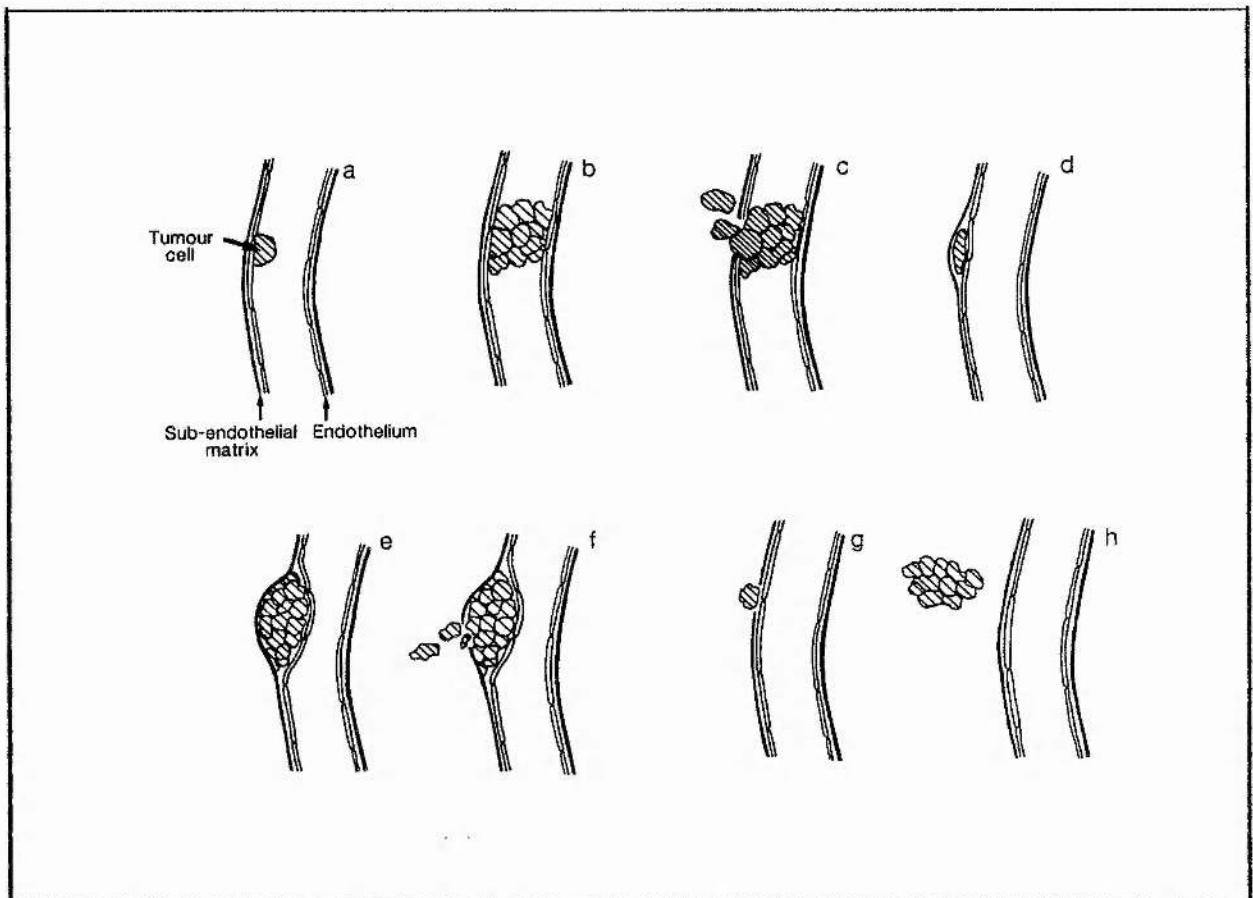 a
b
c
d
Tumour
cell
Sub-endothelial
matrix
Endothelium
e
f
g
h